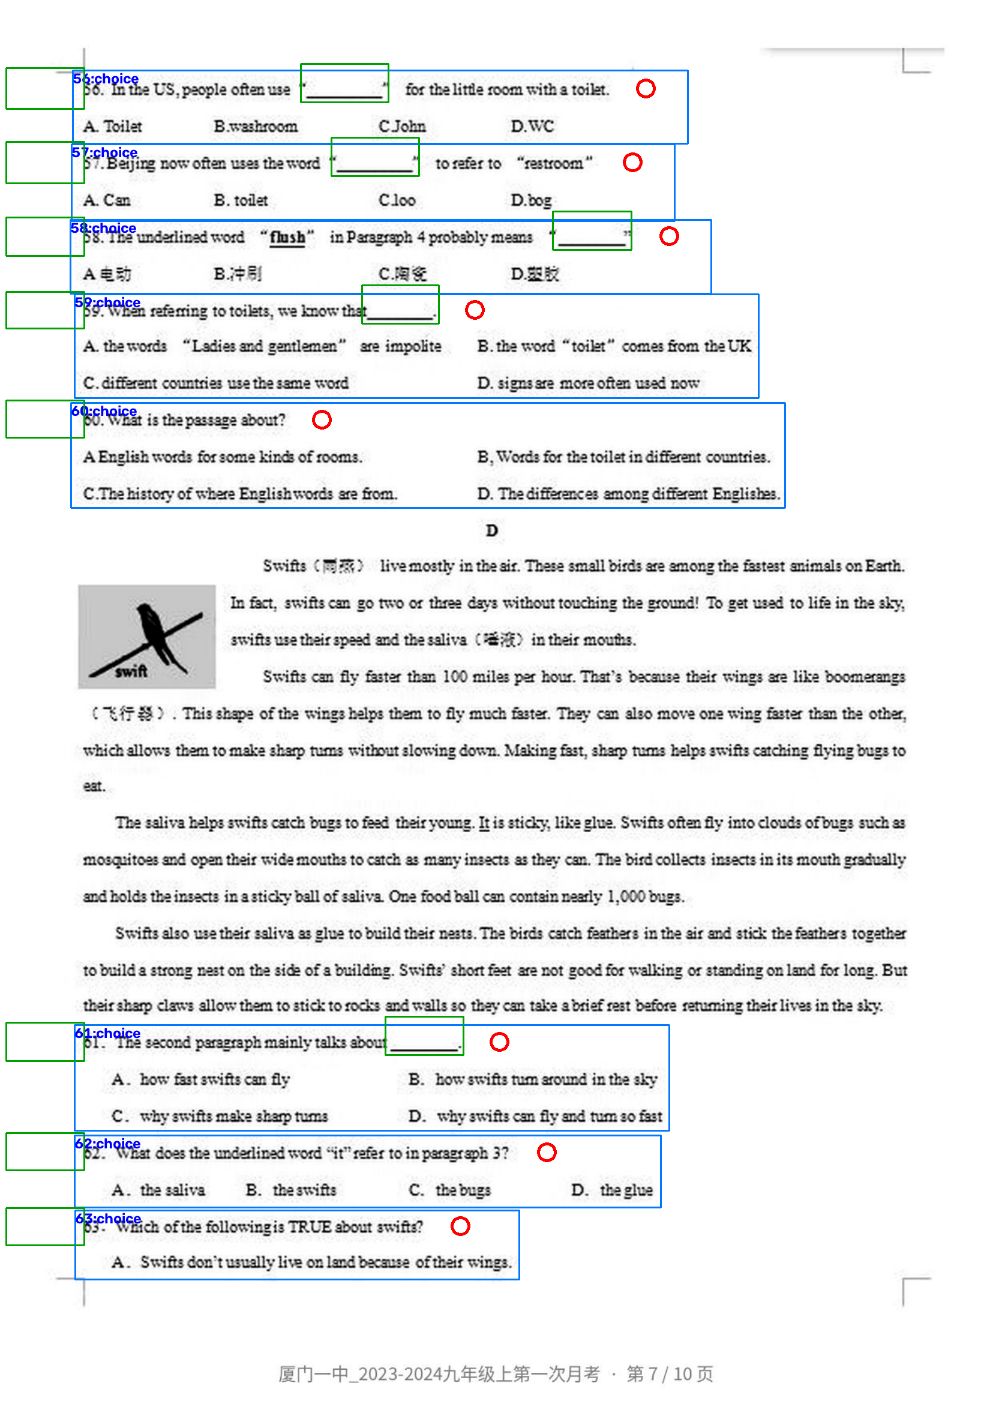 56:choice
56. In the US, people often use “________” for the little room with a toilet.
A. Toilet B.washroom C.John D.WC
57:choice
57. Beijing now often uses the word “________” to refer to “restroom”
A. Can B. toilet C.loo D.bog
58:choice
58. The underlined word “flush” in Paragraph 4 probably means “________”
A 电动 B.冲刷 C.陶瓷 D.塑胶
59:choice
59. When referring to toilets, we know that________.
A. the words “Ladies and gentlemen” are impolite B. the word “toilet” comes from the UK
C. different countries use the same word D. signs are more often used now
60:choice
60. What is the passage about?
A English words for some kinds of rooms. B, Words for the toilet in different countries.
C.The history of where English words are from. D. The differences among different Englishes.
D
Swifts（雨燕） live mostly in the air. These small birds are among the fastest animals on Earth.
In fact, swifts can go two or three days without touching the ground! To get used to life in the sky,
swifts use their speed and the saliva（唾液）in their mouths.
swift
Swifts can fly faster than 100 miles per hour. That’s because their wings are like boomerangs
（飞行器）. This shape of the wings helps them to fly much faster. They can also move one wing faster than the other,
which allows them to make sharp turns without slowing down. Making fast, sharp turns helps swifts catching flying bugs to
eat.
The saliva helps swifts catch bugs to feed their young. It is sticky, like glue. Swifts often fly into clouds of bugs such as
mosquitoes and open their wide mouths to catch as many insects as they can. The bird collects insects in its mouth gradually
and holds the insects in a sticky ball of saliva. One food ball can contain nearly 1,000 bugs.
Swifts also use their saliva as glue to build their nests. The birds catch feathers in the air and stick the feathers together
to build a strong nest on the side of a building. Swifts’ short feet are not good for walking or standing on land for long. But
their sharp claws allow them to stick to rocks and walls so they can take a brief rest before returning their lives in the sky.
61:choice
61. The second paragraph mainly talks about ________.
A. how fast swifts can fly B. how swifts turn around in the sky
C. why swifts make sharp turns D. why swifts can fly and turn so fast
62:choice
62. What does the underlined word “it” refer to in paragraph 3?
A. the saliva B. the swifts C. the bugs D. the glue
63:choice
63. Which of the following is TRUE about swifts?
A. Swifts don’t usually live on land because of their wings.
厦门一中_2023-2024九年级上第一次月考 · 第 7 / 10 页